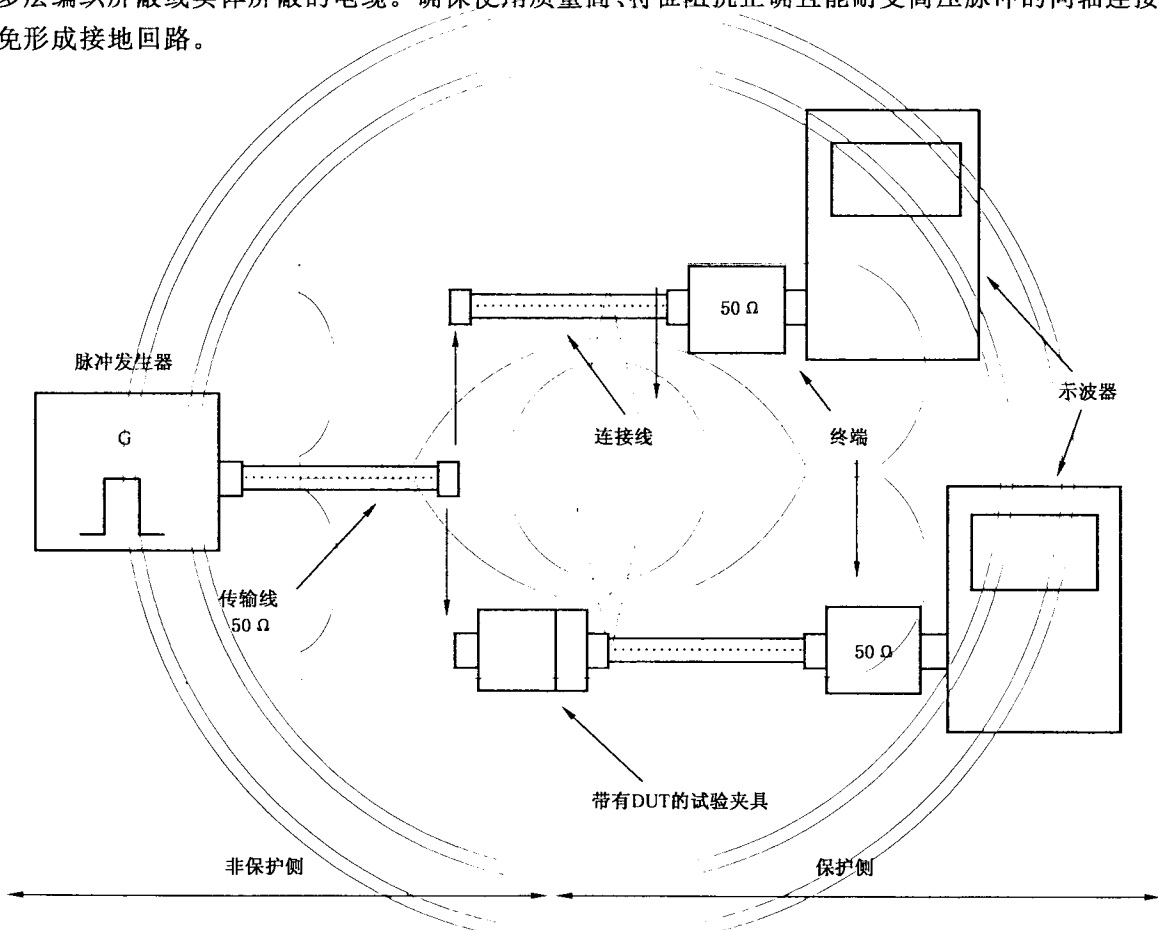 多层编织屏蔽或实体屏蔽的电缆。确保使用质量高、特征阻抗正确且能耐受高压脉冲的同轴连接
免形成接地回路。
50 Ω
脉冲发生器
示波器
G
连接线
终端
传输线
50 Ω
50 Ω
带有DUT的试验夹具
非保护侧
保护侧